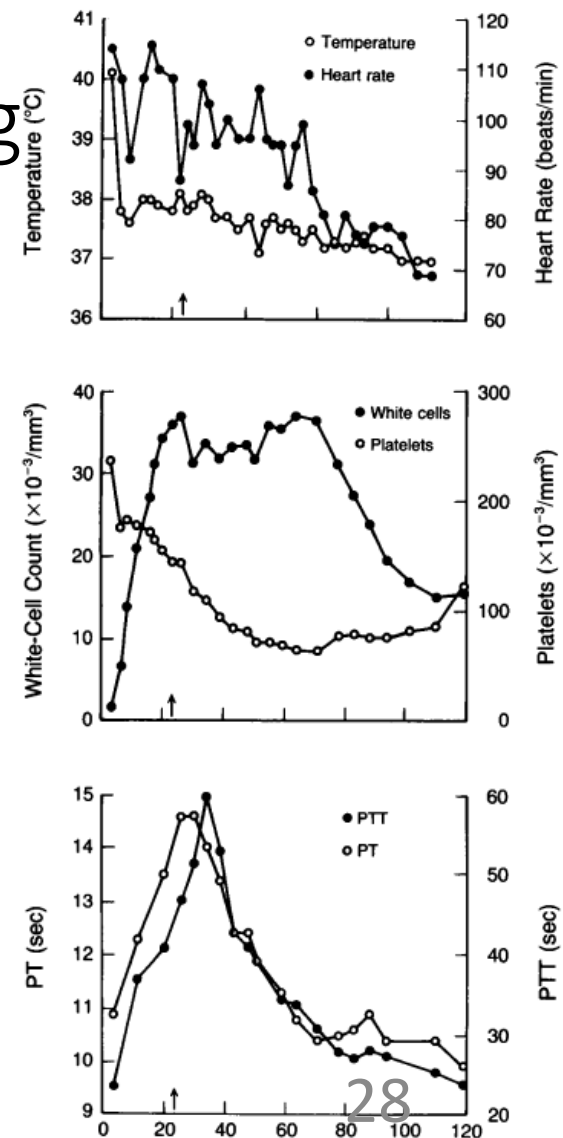 41
40
39
38
37
36
Temperature (°C)
Temperature
Heart rate
120
110
100
90
80
70
60
Heart Rate (beats/min)
40
30
20
10
0
White-Cell Count (×10⁻³/mm³)
White cells
Platelets
300
200
100
0
Platelets (×10⁻³/mm³)
15
14
13
12
11
10
9
PT (sec)
PTT
PT
60
50
40
30
20
PTT (sec)
0 20 40 60 80 100 120
28